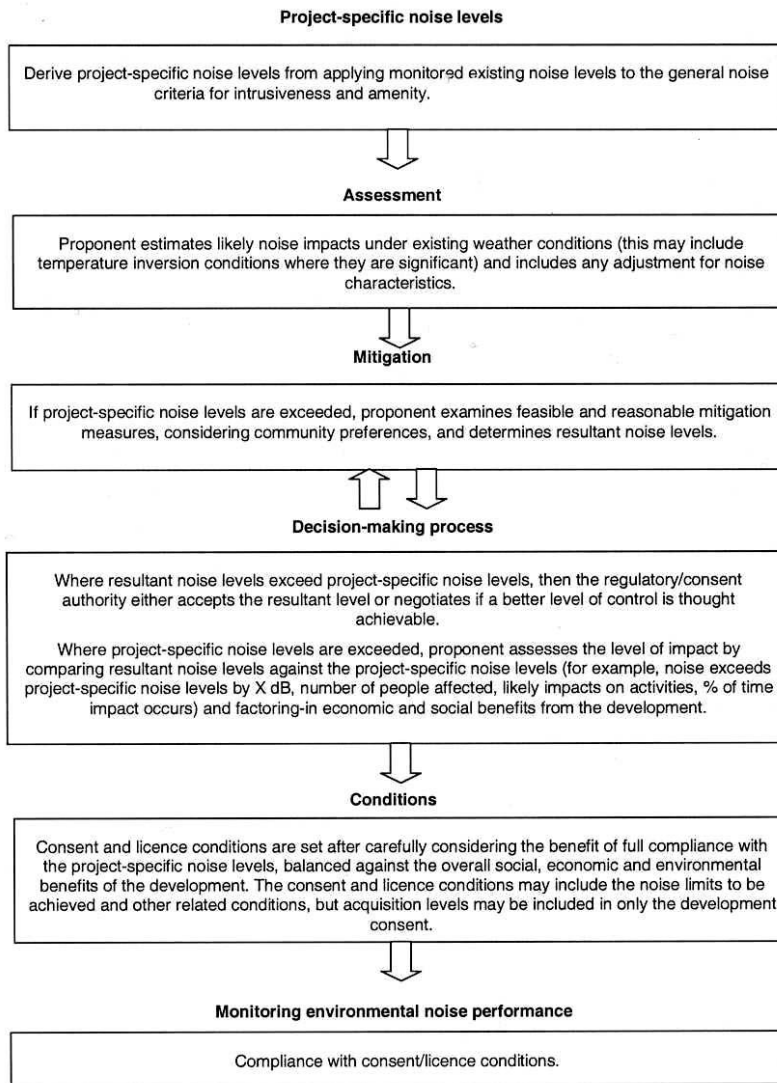 Project-specific noise levels
Derive project-specific noise levels from applying monitored existing noise levels to the general noise
criteria for intrusiveness and amenity.
Assessment
Proponent estimates likely noise impacts under existing weather conditions (this may include
temperature inversion conditions where they are significant) and includes any adjustment for noise
characteristics.
Mitigation
If project-specific noise levels are exceeded, proponent examines feasible and reasonable mitigation
measures, considering community preferences, and determines resultant noise levels.
Decision-making process
Where resultant noise levels exceed project-specific noise levels, then the regulatory/consent
authority either accepts the resultant level or negotiates if a better level of control is thought
achievable.
Where project-specific noise levels are exceeded, proponent assesses the level of impact by
comparing resultant noise levels against the project-specific noise levels (for example, noise exceeds
project-specific noise levels by X dB, number of people affected, likely impacts on activities, % of time
impact occurs) and factoring-in economic and social benefits from the development.
Conditions
Consent and licence conditions are set after carefully considering the benefit of full compliance with
the project-specific noise levels, balanced against the overall social, economic and environmental
benefits of the development. The consent and licence conditions may include the noise limits to be
achieved and other related conditions, but acquisition levels may be included in only the development
consent.
Monitoring environmental noise performance
Compliance with consent/licence conditions.